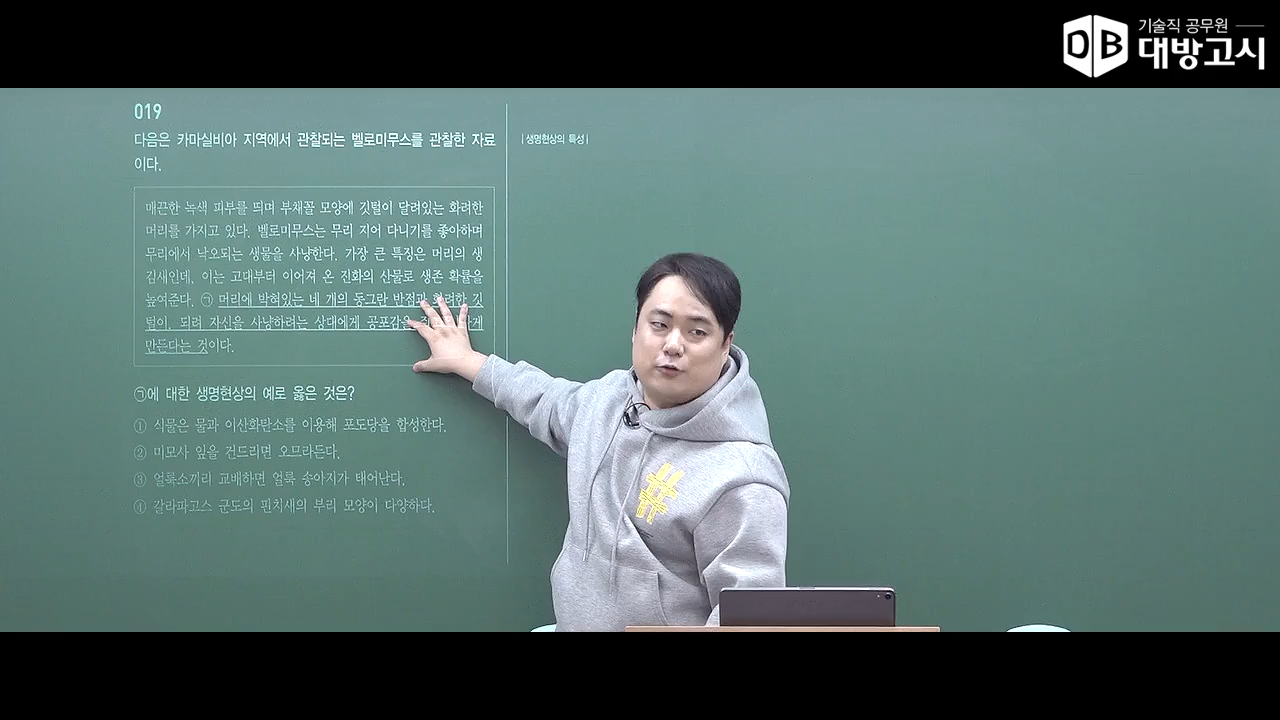 기술직 공무원
대방고시
DB
019
다음은 카마실비아 지역에서 관찰되는 벨로미무스를 관찰한 자료
이다.
|생명현상의 특성|
매끈한 녹색 피부를 띄며 부채꼴 모양에 깃털이 달려있는 화려한
머리를 가지고 있다. 벨로미무스는 무리 지어 다니기를 좋아하며
무리에서 낙오되는 생물을 사냥한다. 가장 큰 특징은 머리의 생
김새인데, 이는 고대부터 이어져 온 진화의 산물로 생존 확률을
높여준다. ㉠ 머리에 박혀있는 네 개의 동그란 반점과 화려한 깃
털이, 되려 자신을 사냥하려는 상대에게 공포감을
만든다는 것이다.
㉠에 대한 생명현상의 예로 옳은 것은?
① 식물은 물과 이산화탄소를 이용해 포도당을 합성한다.
② 미모사 잎을 건드리면 오므라든다.
③ 얼룩소끼리 교배하면 얼룩 송아지가 태어난다.
④ 갈라파고스 군도의 핀치새의 부리 모양이 다양하다.